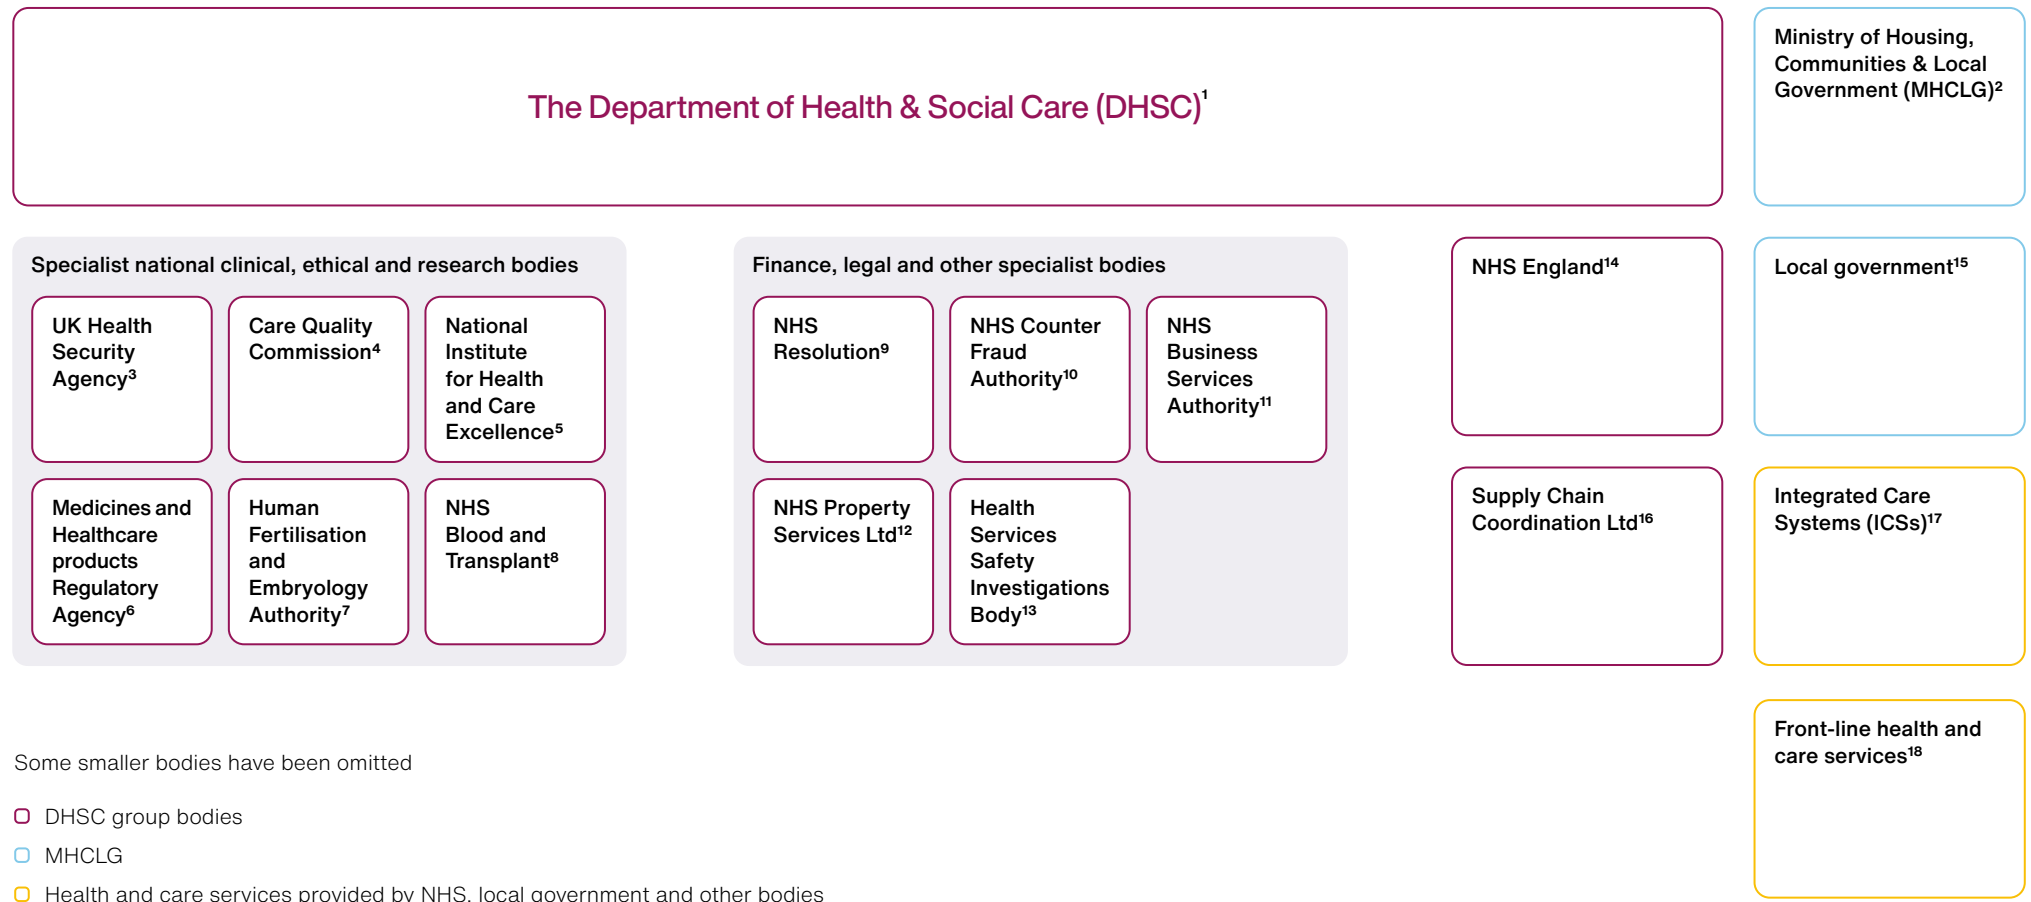 The Department of Health & Social Care (DHSC)¹
Ministry of Housing,
Communities & Local
Government (MHCLG)²
Specialist national clinical, ethical and research bodies
UK Health
Security
Agency³
Care Quality
Commission⁴
National
Institute
for Health
and Care
Excellence⁵
Medicines and
Healthcare
products
Regulatory
Agency⁶
Human
Fertilisation
and
Embryology
Authority⁷
NHS
Blood and
Transplant⁸
Finance, legal and other specialist bodies
NHS
Resolution⁹
NHS Counter
Fraud
Authority¹⁰
NHS
Business
Services
Authority¹¹
NHS Property
Services Ltd¹²
Health
Services
Safety
Investigations
Body¹³
NHS England¹⁴
Local government¹⁵
Supply Chain
Coordination Ltd¹⁶
Integrated Care
Systems (ICSs)¹⁷
Front-line health and
care services¹⁸
Some smaller bodies have been omitted
DHSC group bodies
MHCLG
Health and care services provided by NHS, local government and other bodies